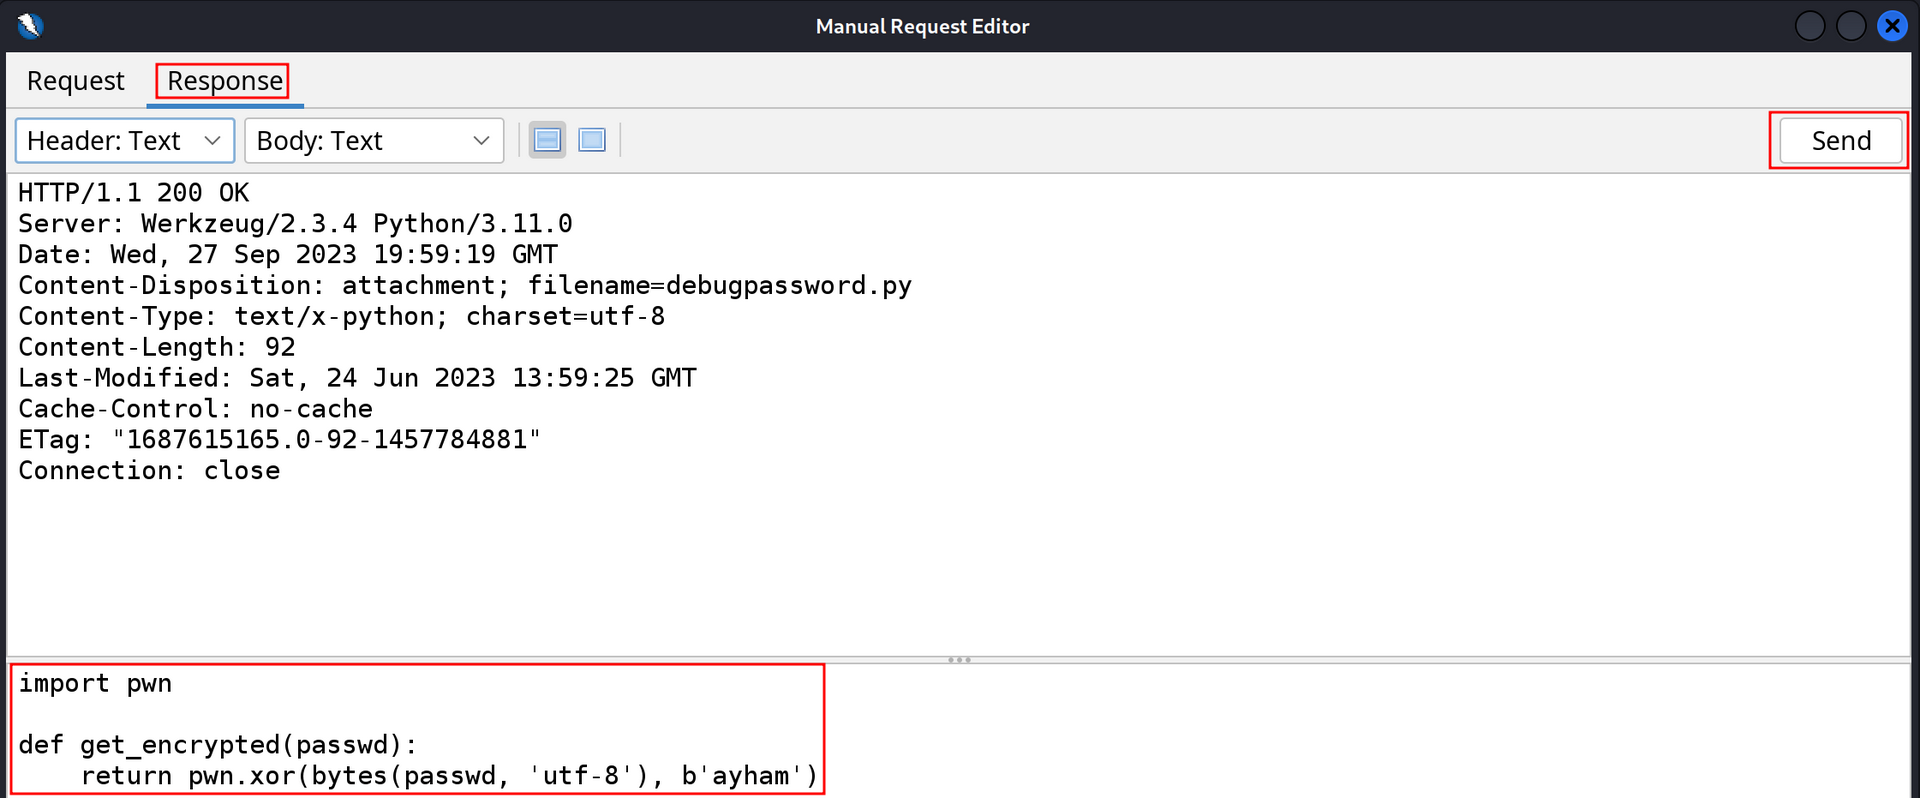 Manual Request Editor
Request Response
Header: Text Body: Text Send
HTTP/1.1 200 OK
Server: Werkzeug/2.3.4 Python/3.11.0
Date: Wed, 27 Sep 2023 19:59:19 GMT
Content-Disposition: attachment; filename=debugpassword.py
Content-Type: text/x-python; charset=utf-8
Content-Length: 92
Last-Modified: Sat, 24 Jun 2023 13:59:25 GMT
Cache-Control: no-cache
ETag: "1687615165.0-92-1457784881"
Connection: close
import pwn
def get_encrypted(passwd):
    return pwn.xor(bytes(passwd, 'utf-8'), b'ayham')